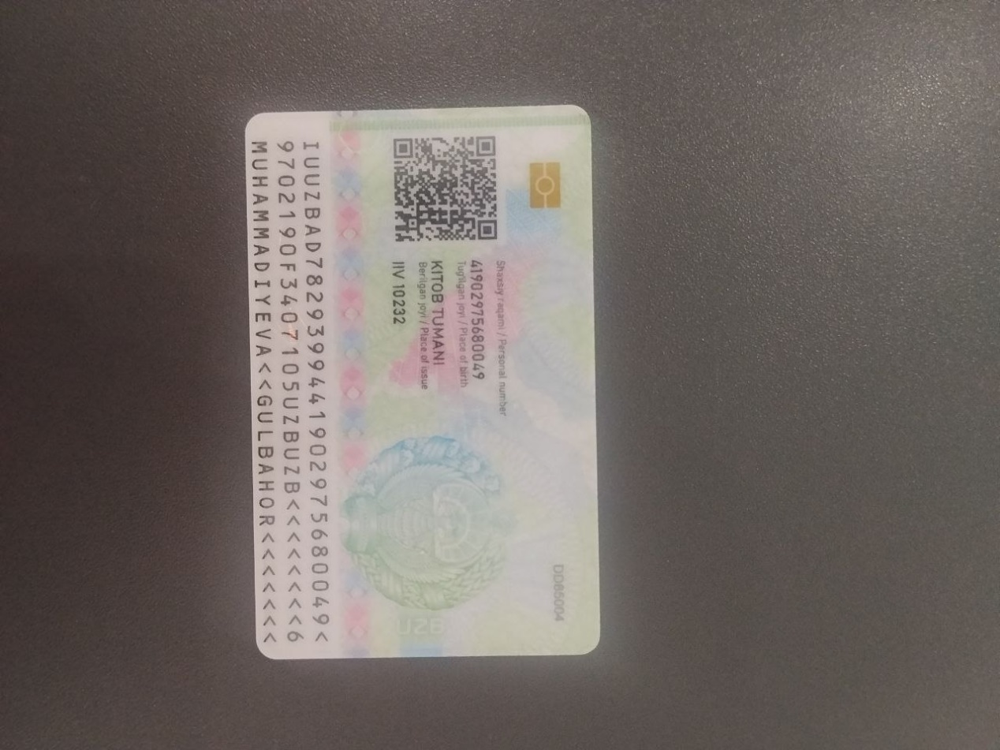 Shaxsiy raqami / Personal number
41902975680049
Tug'ilgan joyi / Place of birth
KITOB TUMANI
Berilgan joyi / Place of issue
IIV 10232
DD85004
UZB
IUUZBAD7829399441902975680049<
9702190F3407105UZBUZB<<<<<<<<6
MUHAMMADIYEVA<<GULBAHOR<<<<<<<